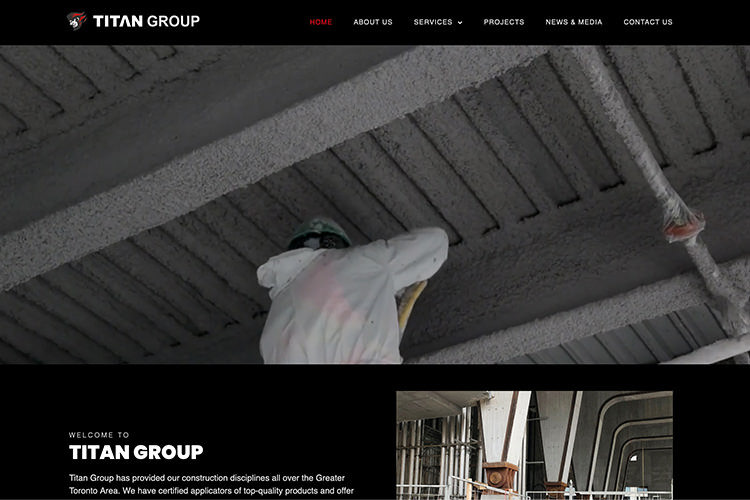 TITAN GROUP
HOME ABOUT US SERVICES PROJECTS NEWS & MEDIA CONTACT US
WELCOME TO
TITAN GROUP
Titan Group has provided our construction disciplines all over the Greater
Toronto Area. We have certified applicators of top-quality products and offer